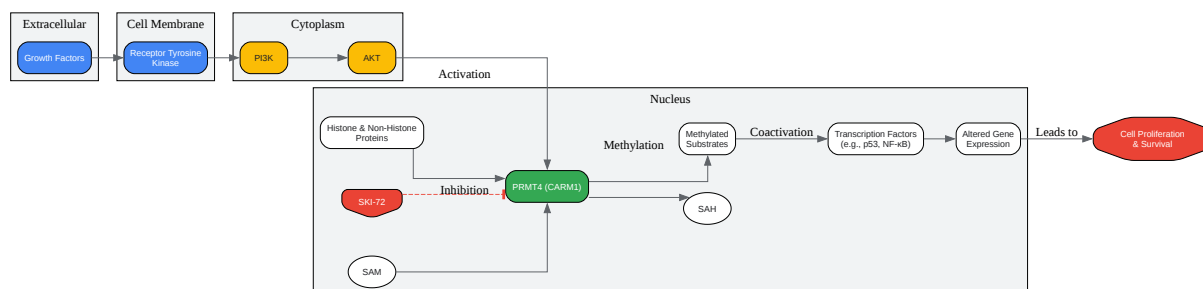 Extracellular
Growth Factors
Cell Membrane
Receptor Tyrosine
Kinase
Cytoplasm
PI3K
AKT
Activation
Nucleus
Histone & Non-Histone
Proteins
SKI-72
Inhibition
PRMT4 (CARM1)
SAM
Methylation
Methylated
Substrates
SAH
Coactivation
Transcription Factors
(e.g., p53, NF-κB)
Altered Gene
Expression
Leads to
Cell Proliferation
& Survival